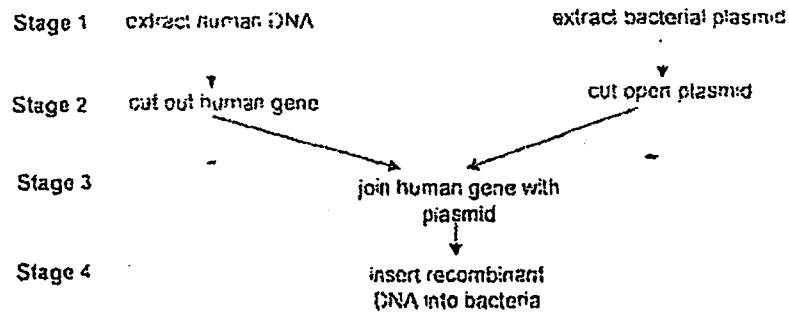 Stage 1 extract human DNA extract bacterial plasmid
Stage 2 cut out human gene cut open plasmid
Stage 3 join human gene with
plasmid
Stage 4 insert recombinant
DNA into bacteria